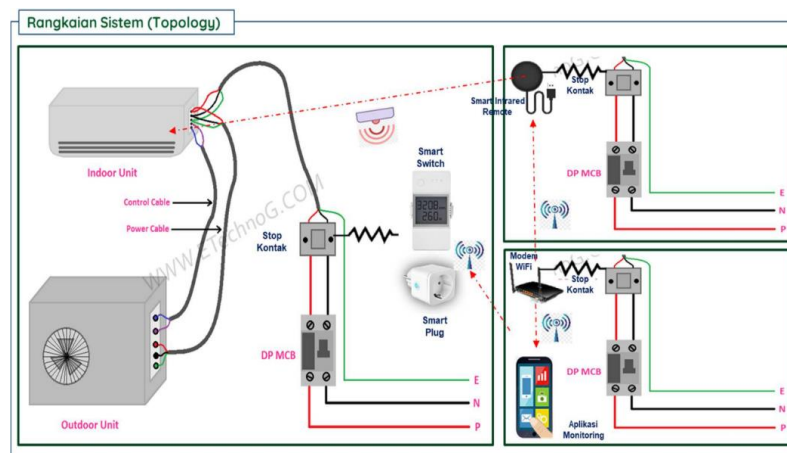 Rangkaian Sistem (Topology)
Indoor Unit
Control Cable
Power Cable
Outdoor Unit
WWW.ETechnoG.COM
Stop
Kontak
DP MCB
E
N
P
Smart
Switch
Smart
Plug
Smart Infrared
Remote
Stop
Kontak
DP MCB
E
N
P
Modem
WiFi
Stop
Kontak
DP MCB
E
N
P
Aplikasi
Monitoring